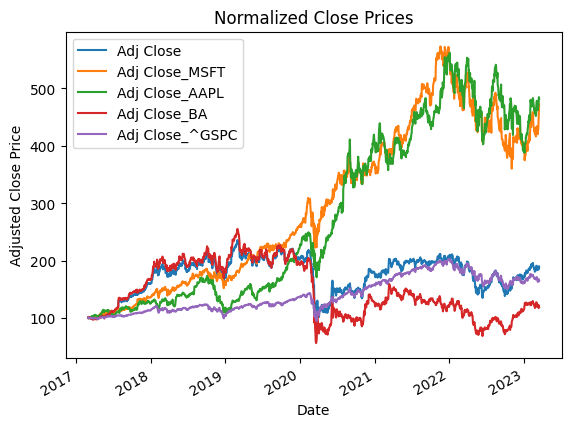 Normalized Close Prices
Adj Close
Adj Close_MSFT
Adj Close_AAPL
Adj Close_BA
Adj Close_^GSPC
Adjusted Close Price
500
400
300
200
100
2017
2018
2019
2020
2021
2022
2023
Date